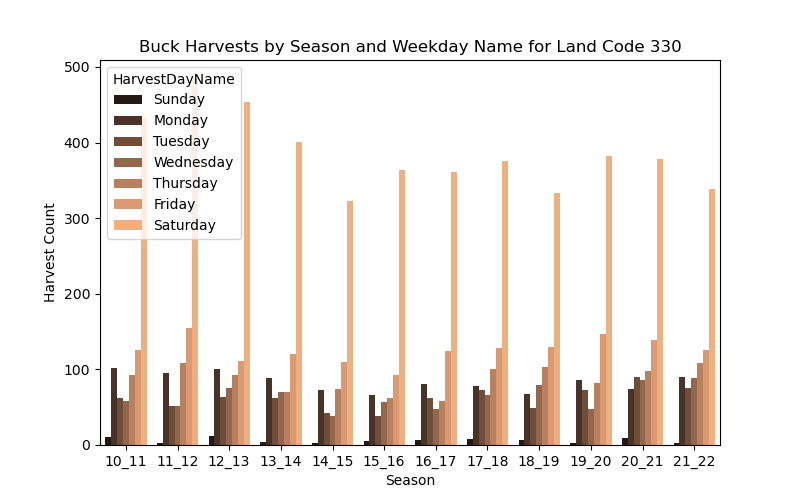 Buck Harvests by Season and Weekday Name for Land Code 330
HarvestDayName
Sunday
Monday
Tuesday
Wednesday
Thursday
Friday
Saturday
500
400
300
200
100
0
Harvest Count
10_11 11_12 12_13 13_14 14_15 15_16 16_17 17_18 18_19 19_20 20_21 21_22
Season